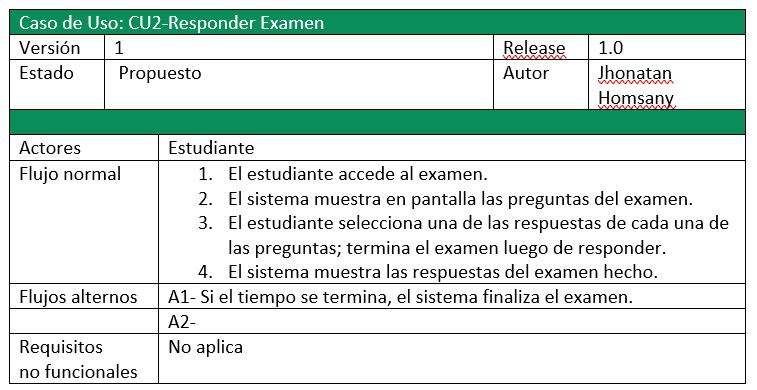 Caso de Uso: CU2-Responder Examen
Versión 1 Release 1.0
Estado Propuesto Autor Jhonatan
Homsany
Actores Estudiante
Flujo normal 1. El estudiante accede al examen.
2. El sistema muestra en pantalla las preguntas del examen.
3. El estudiante selecciona una de las respuestas de cada una de
las preguntas; termina el examen luego de responder.
4. El sistema muestra las respuestas del examen hecho.
Flujos alternos A1- Si el tiempo se termina, el sistema finaliza el examen.
A2-
Requisitos No aplica
no funcionales